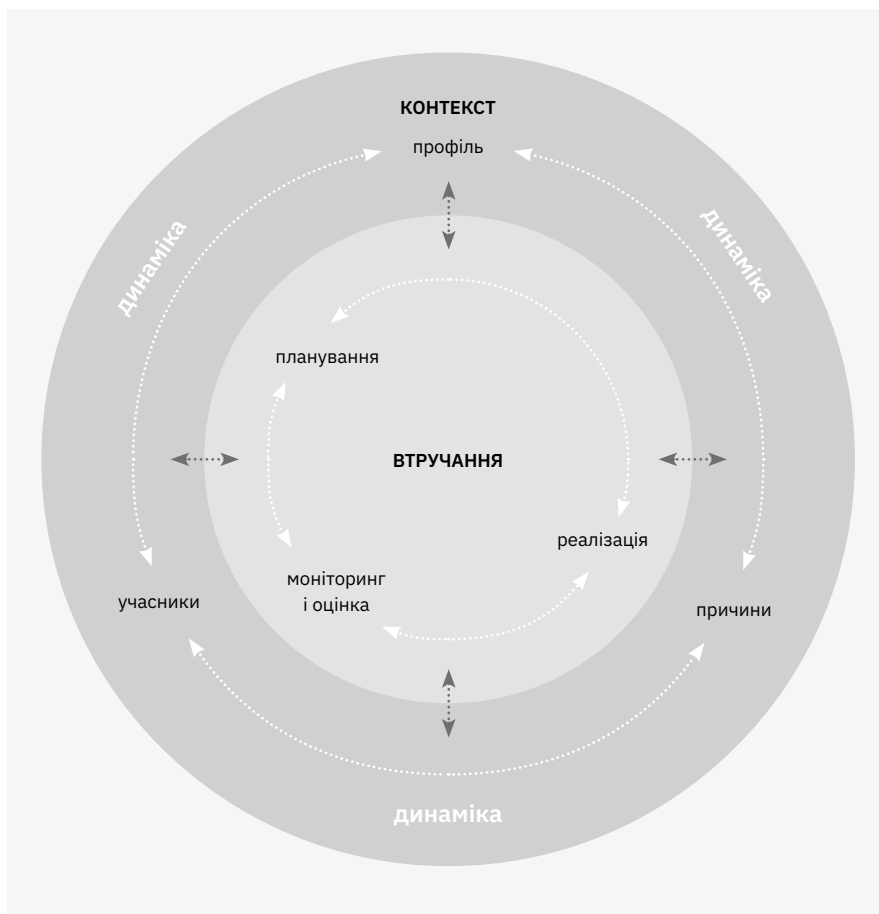 КОНТЕКСТ
профіль
динаміка
динаміка
планування
ВТРУЧАННЯ
реалізація
моніторинг
і оцінка
учасники
причини
динаміка